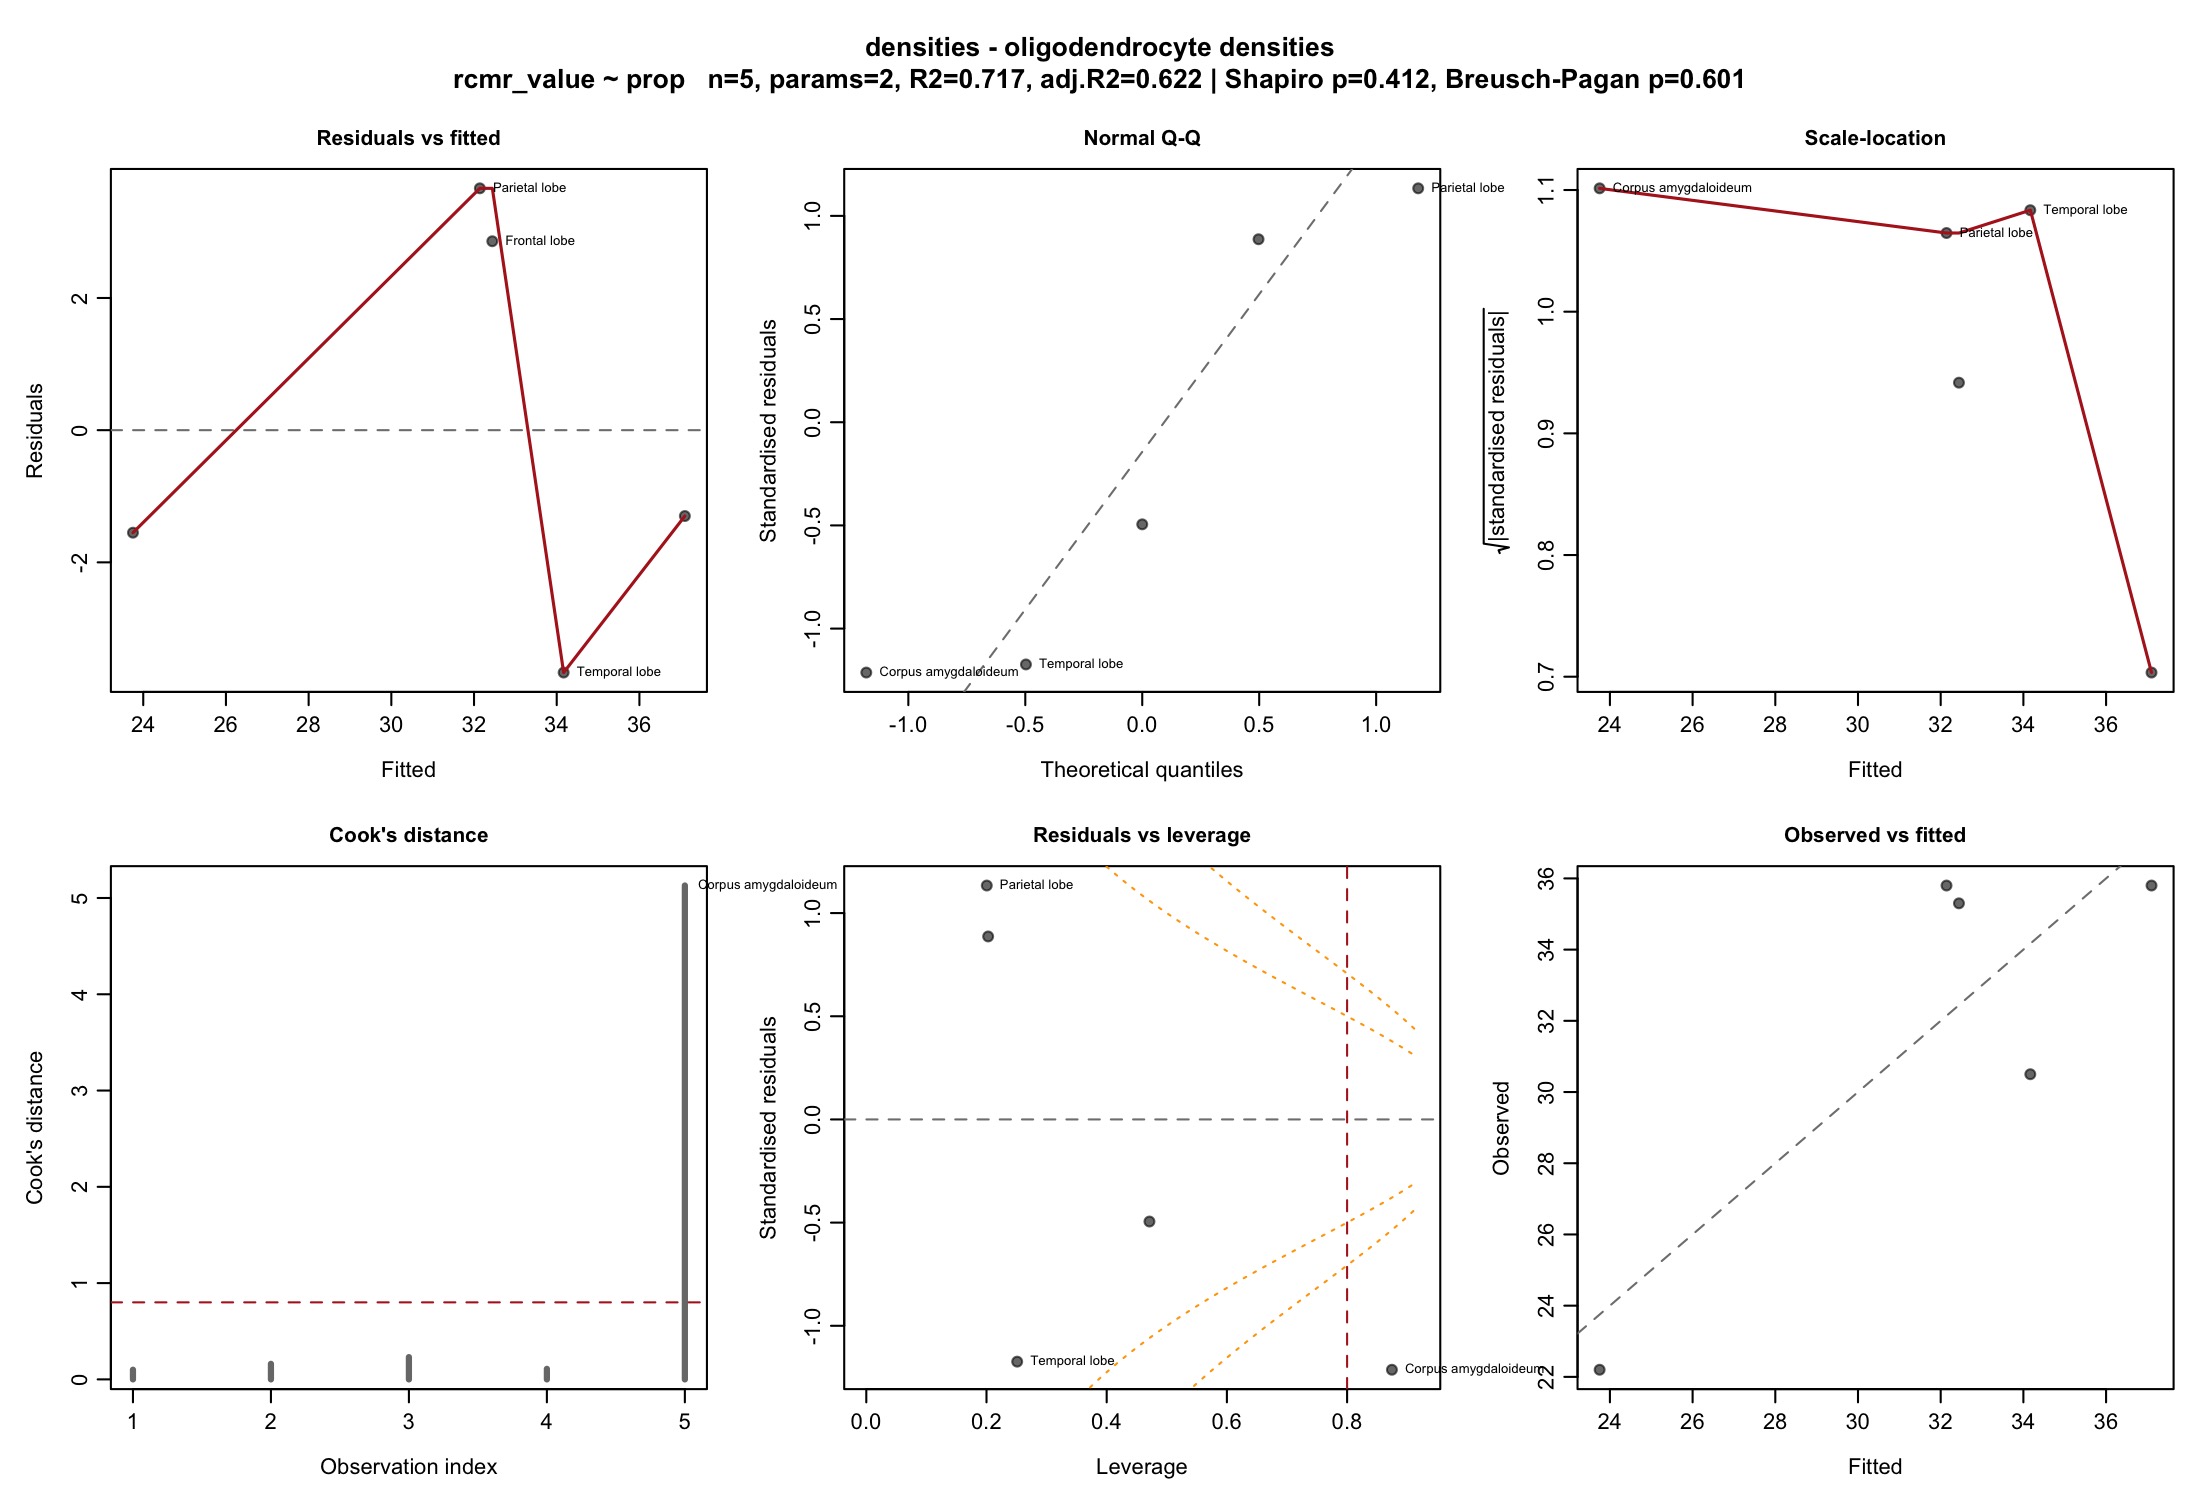 densities - oligodendrocyte densities
rcmr_value ~ prop   n=5, params=2, R2=0.717, adj.R2=0.622 | Shapiro p=0.412, Breusch-Pagan p=0.601
Residuals vs fitted
Residuals
2
0
-2
Parietal lobe
Frontal lobe
Temporal lobe
24 26 28 30 32 34 36
Fitted
Normal Q-Q
Standardised residuals
1.0
0.5
0.0
-0.5
-1.0
Parietal lobe
Corpus amygdaloideum
Temporal lobe
-1.0 -0.5 0.0 0.5 1.0
Theoretical quantiles
Scale-location
√|standardised residuals|
1.1
1.0
0.9
0.8
0.7
Corpus amygdaloideum
Temporal lobe
Parietal lobe
24 26 28 30 32 34 36
Fitted
Cook's distance
Cook's distance
5
4
3
2
1
0
Corpus amygdaloideum
1 2 3 4 5
Observation index
Residuals vs leverage
Standardised residuals
1.0
0.5
0.0
-0.5
-1.0
Parietal lobe
Temporal lobe
Corpus amygdaloideum
0.0 0.2 0.4 0.6 0.8
Leverage
Observed vs fitted
Observed
36
34
32
30
28
26
24
22
24 26 28 30 32 34 36
Fitted